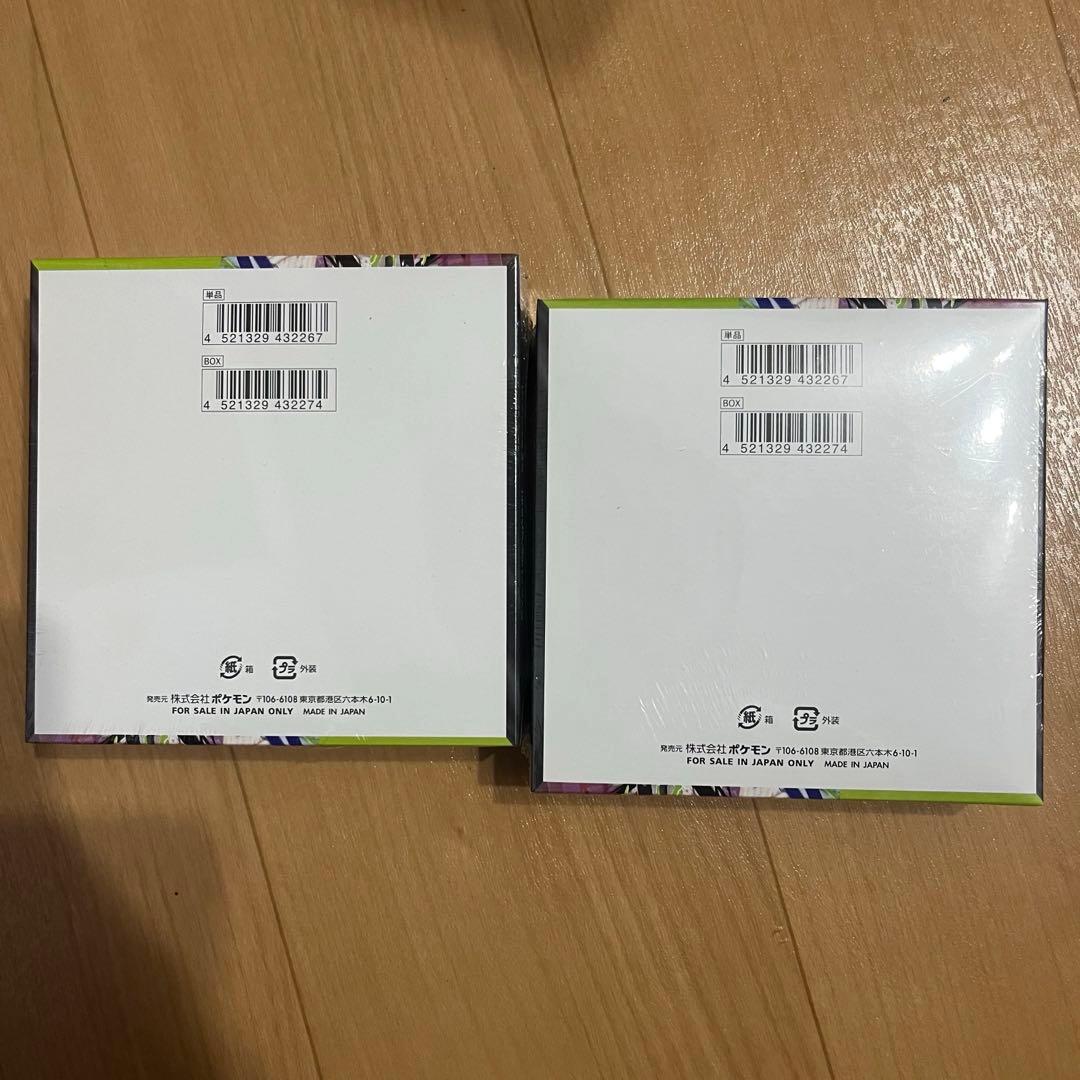 単品
4 521329 432267
BOX
4 521329 432274
紙 箱 プラ 外装
発売元 株式会社ポケモン 〒106-6108 東京都港区六本木6-10-1
FOR SALE IN JAPAN ONLY MADE IN JAPAN
単品
4 521329 432267
BOX
4 521329 432274
紙 箱 プラ 外装
発売元 株式会社ポケモン 〒106-6108 東京都港区六本木6-10-1
FOR SALE IN JAPAN ONLY MADE IN JAPAN